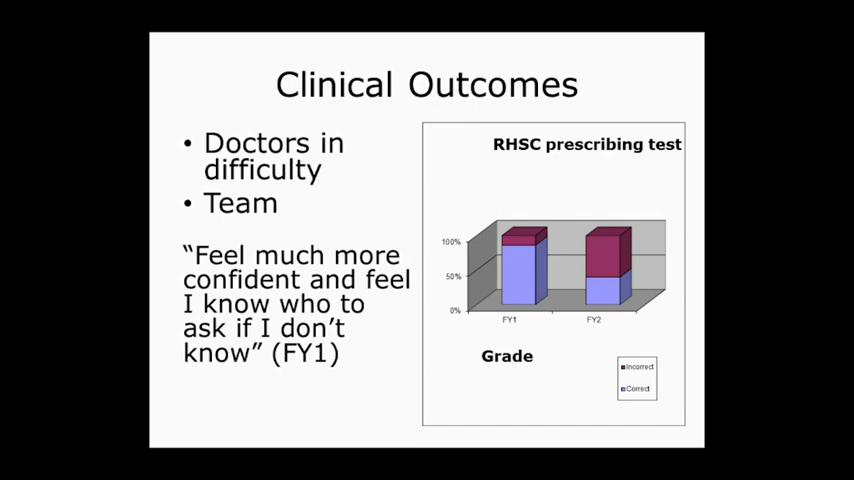 Clinical Outcomes
• Doctors in
difficulty
• Team
“Feel much more
confident and feel
I know who to
ask if I don’t
know” (FY1)
RHSC prescribing test
100%
50%
0%
FY1
FY2
Grade
Incorrect
Correct